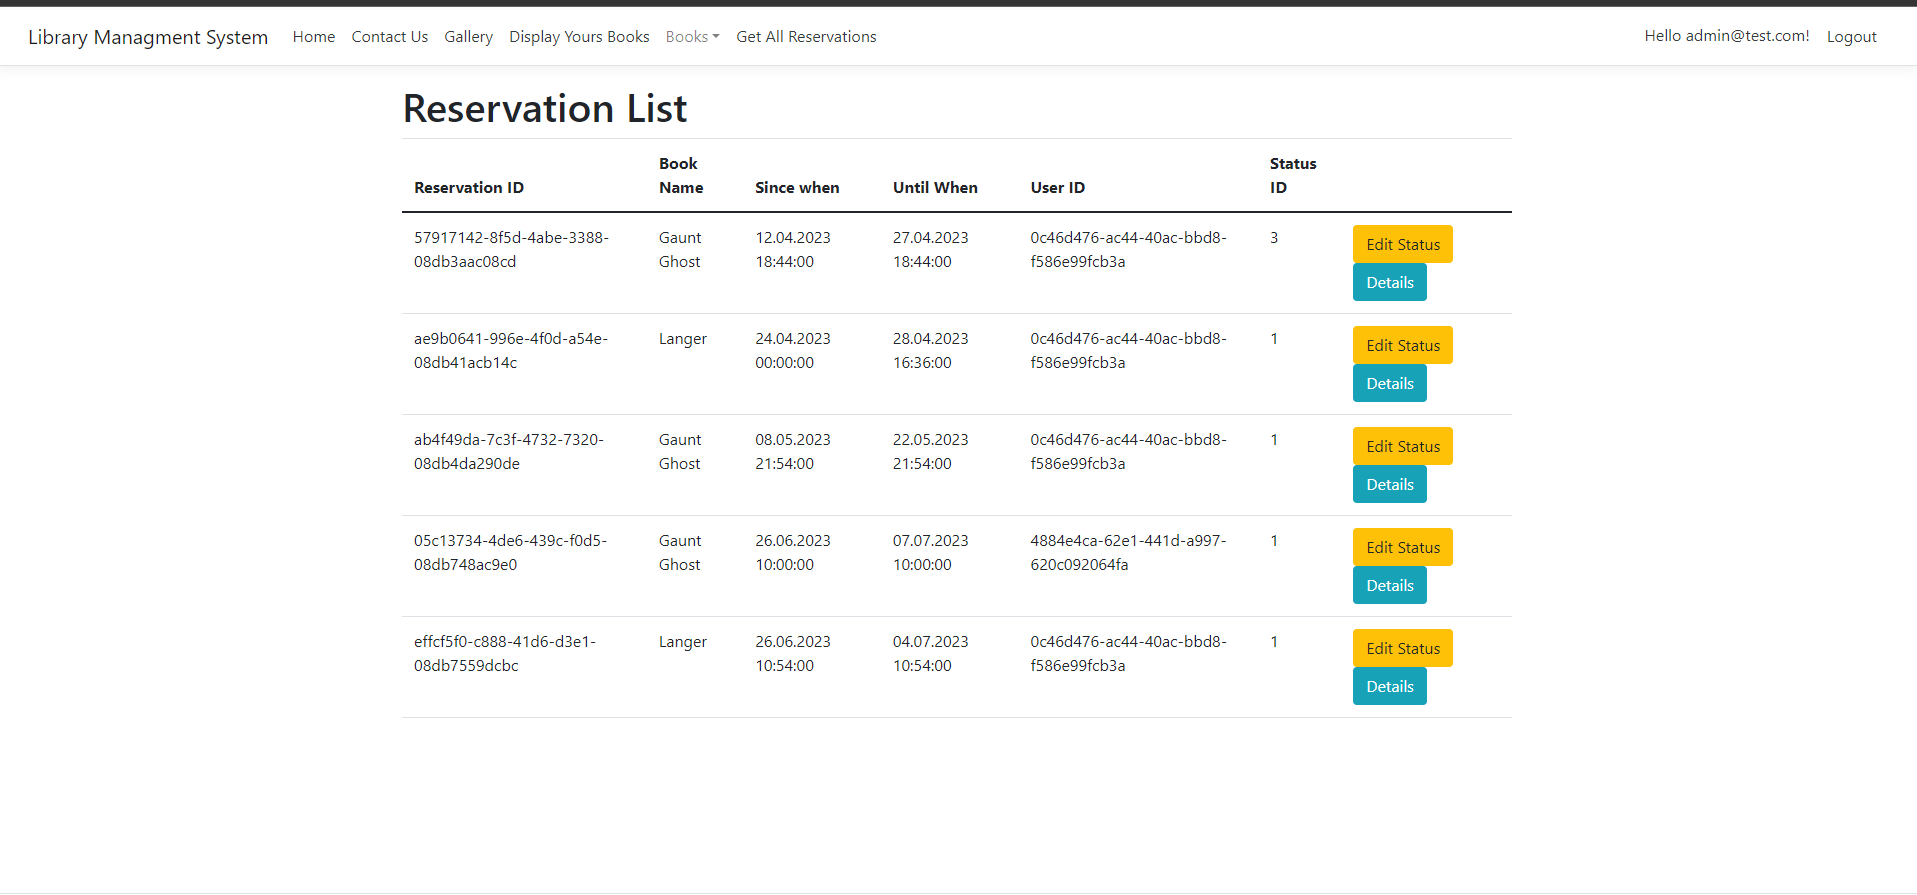 Library Managment System Home Contact Us Gallery Display Yours Books Books Get All Reservations Hello admin@test.com! Logout
Reservation List
Reservation ID Book Name Since when Until When User ID Status ID
57917142-8f5d-4abe-3388- Gaunt 12.04.2023 27.04.2023 0c46d476-ac44-40ac-bbd8- 3 Edit Status
08db3aac08cd Ghost 18:44:00 18:44:00 f586e99fcb3a Details
ae9b0641-996e-4f0d-a54e- Langer 24.04.2023 28.04.2023 0c46d476-ac44-40ac-bbd8- 1 Edit Status
08db41acb14c 00:00:00 16:36:00 f586e99fcb3a Details
ab4f49da-7c3f-4732-7320- Gaunt 08.05.2023 22.05.2023 0c46d476-ac44-40ac-bbd8- 1 Edit Status
08db4da290de Ghost 21:54:00 21:54:00 f586e99fcb3a Details
05c13734-4de6-439c-f0d5- Gaunt 26.06.2023 07.07.2023 4884e4ca-62e1-441d-a997- 1 Edit Status
08db748ac9e0 Ghost 10:00:00 10:00:00 620c092064fa Details
effcf5f0-c888-41d6-d3e1- Langer 26.06.2023 04.07.2023 0c46d476-ac44-40ac-bbd8- 1 Edit Status
08db7559dcbc 10:54:00 10:54:00 f586e99fcb3a Details